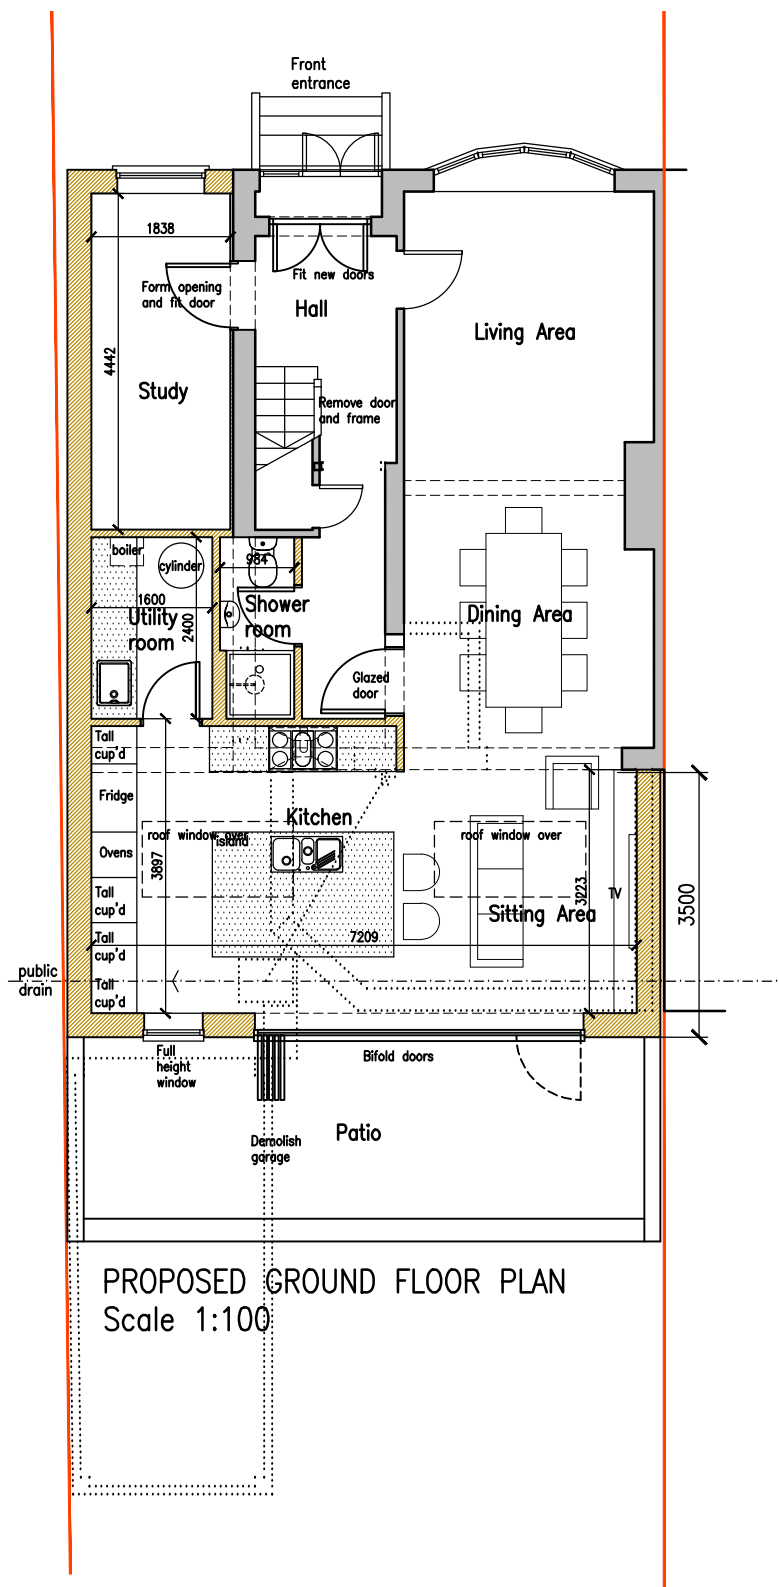 Front
entrance
1838
Form opening
and fit door
Fit new doors
Hall
Living Area
4442
Study
Remove door
and frame
boiler
cylinder
984
1600
Utility
room
2400
Shower
room
Dining Area
Glazed
door
Tall
cup'd
Fridge
Kitchen
roof window over
island
roof window over
Ovens
3897
3223
TV
Tall
cup'd
Sitting Area
3500
7209
Tall
cup'd
public
drain
Tall
cup'd
Full
height
window
Bifold doors
Demolish
garage
Patio
PROPOSED GROUND FLOOR PLAN
Scale 1:100